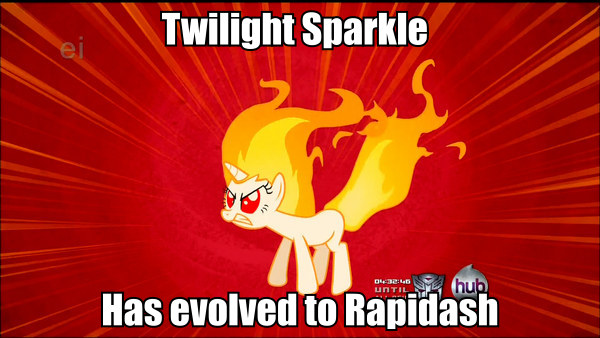 Twilight Sparkle
ei
04:32:46
UNTIL
hub
Has evolved to Rapidash